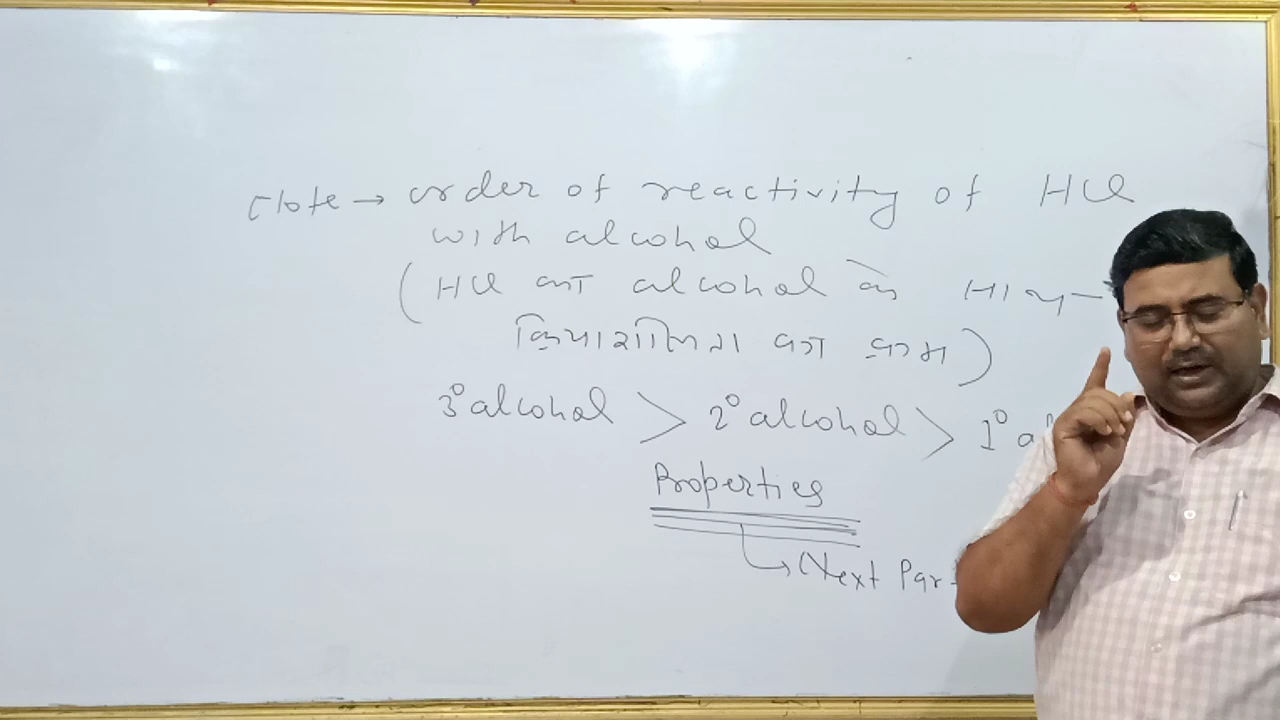 Note → order of reactivity of HCl
with alcohol
(HCl का alcohol के साथ
क्रियाशीलता का क्रम)
3° alcohol > 2° alcohol > 1° al
Properties
↳ (Next Par